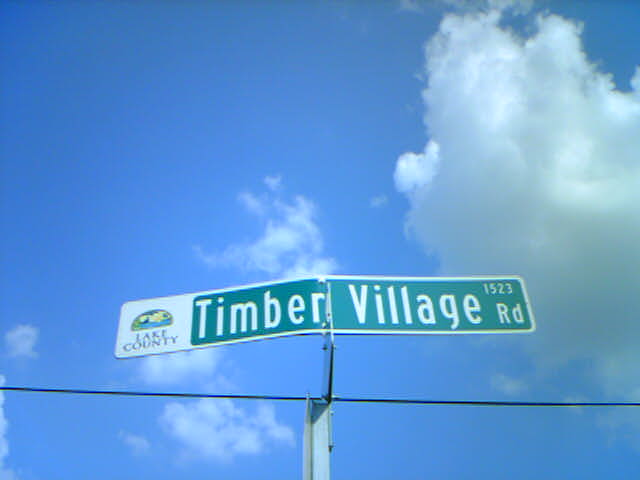 LAKE
COUNTY
Timber Village Rd
1523